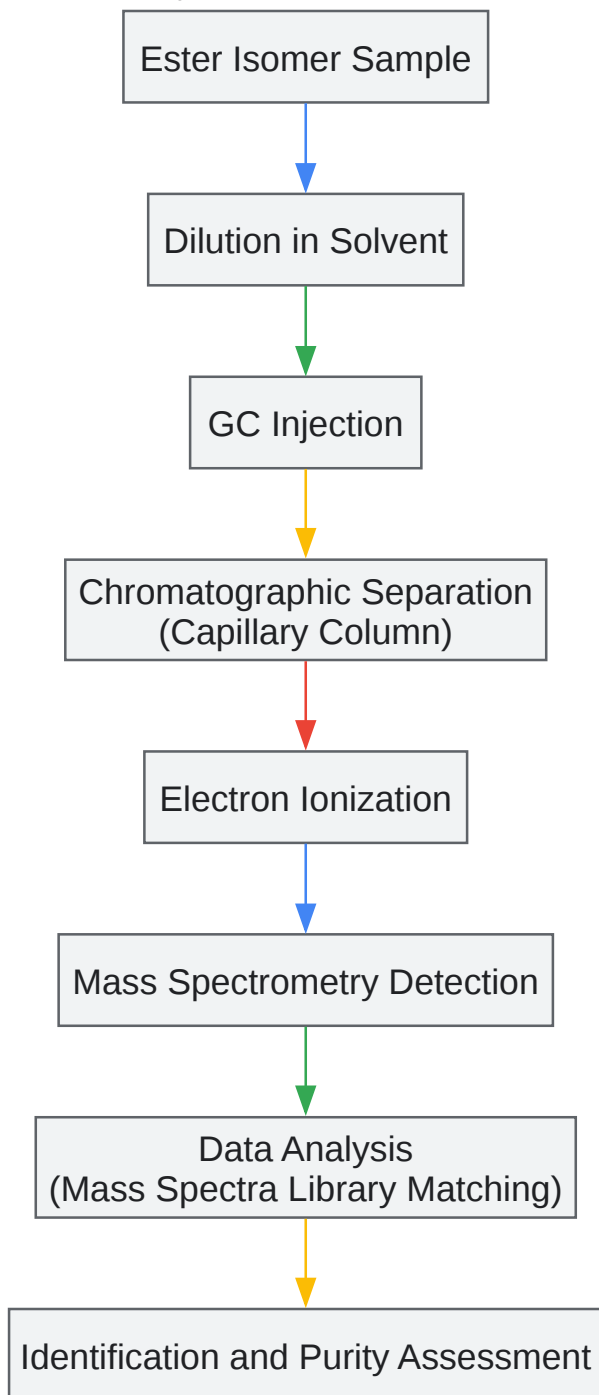 Ester Isomer Sample
Dilution in Solvent
GC Injection
Chromatographic Separation
(Capillary Column)
Electron Ionization
Mass Spectrometry Detection
Data Analysis
(Mass Spectra Library Matching)
Identification and Purity Assessment